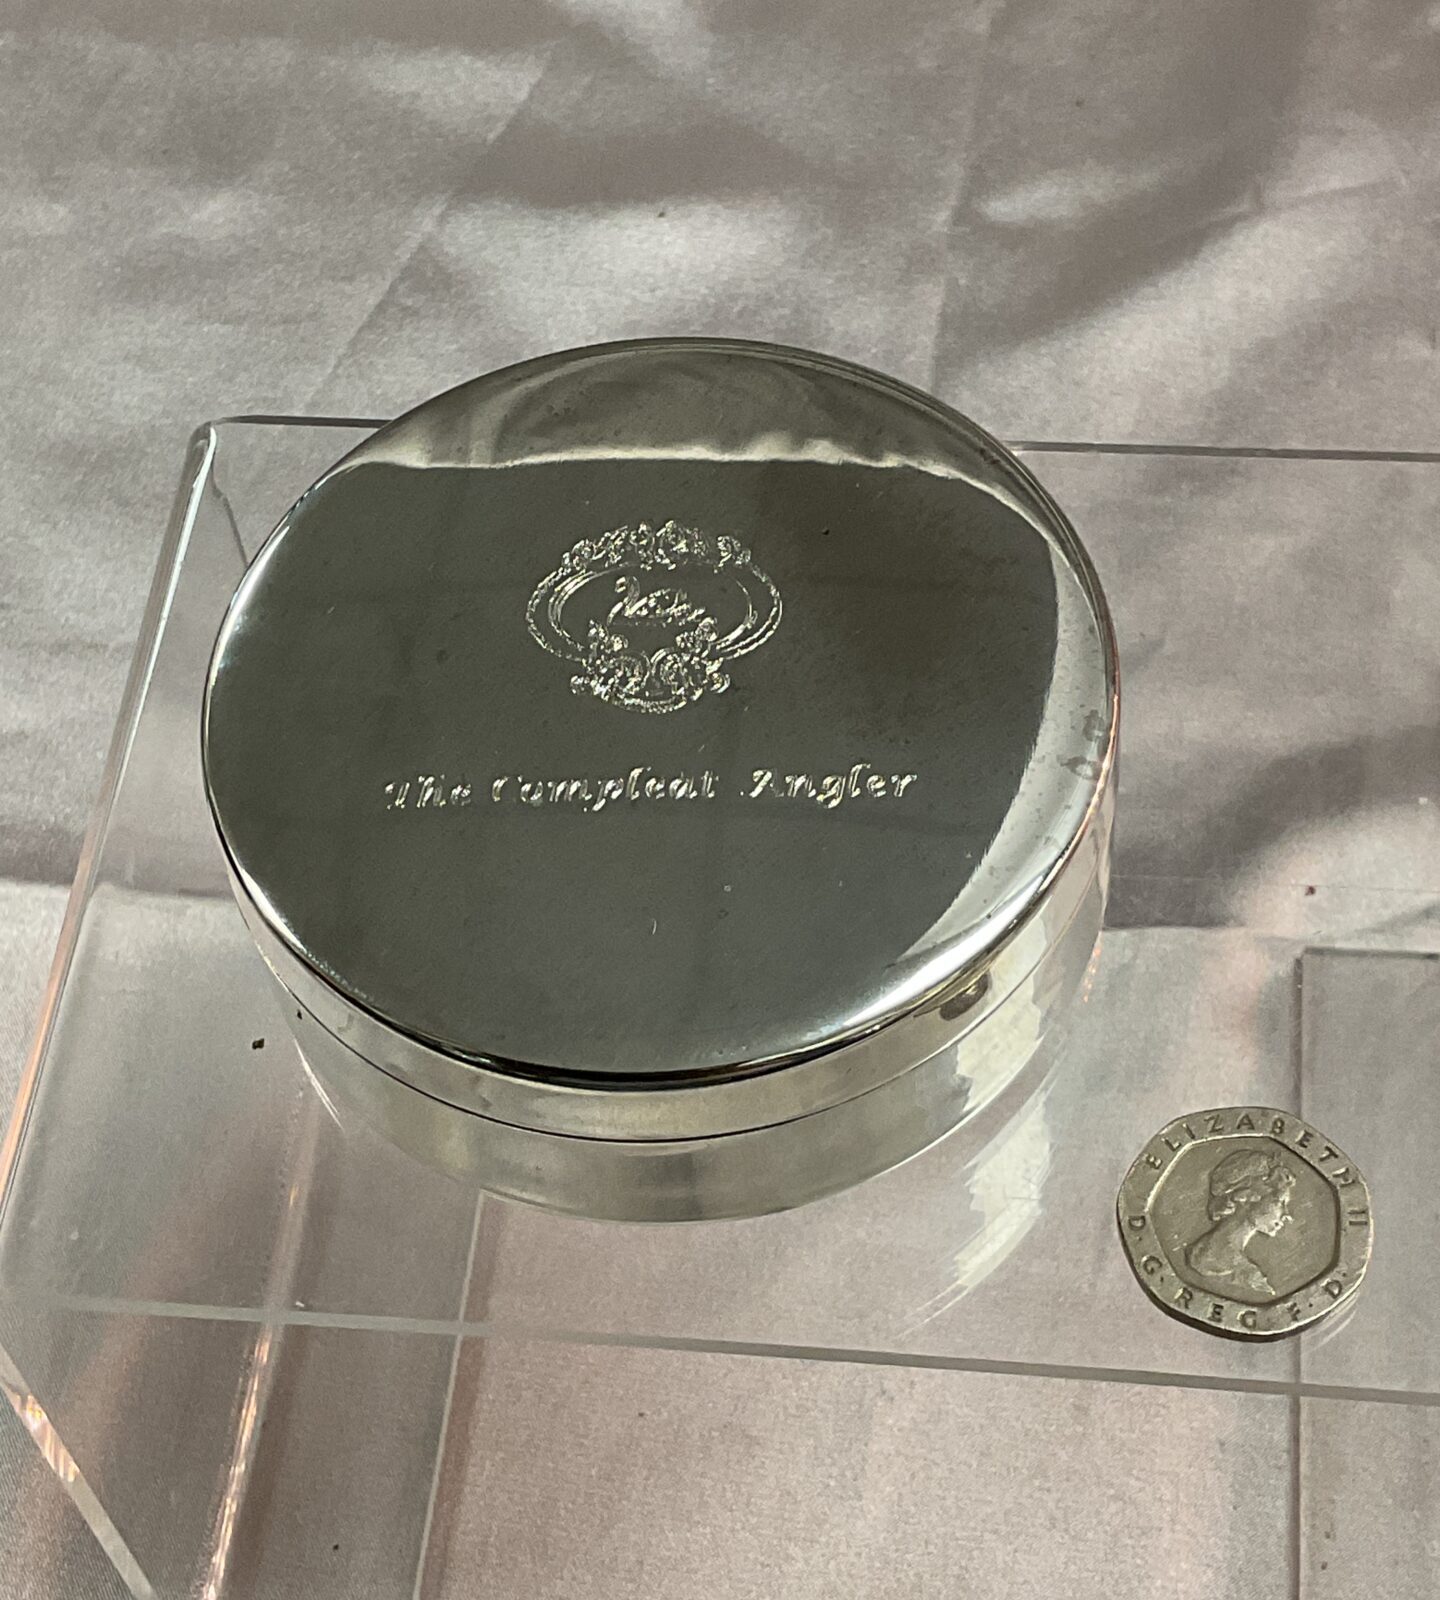 The Compleat Angler
ELIZABETH II
D·G·REG·F·D·